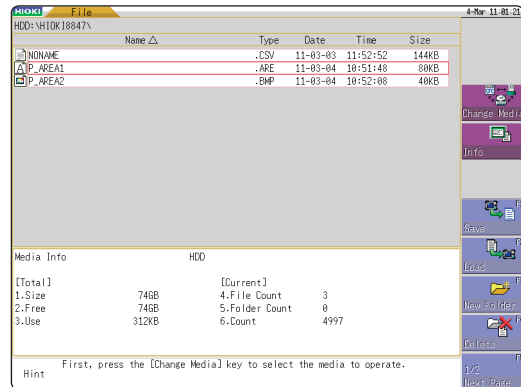 HIOKI File 4-Mar 11:01:21
HDD:\HIOKI8847\
Name Type Date Time Size
NONAME .CSV 11-03-03 11:52:52 144KB
P_AREA1 .ARE 11-03-04 10:51:48 80KB
P_AREA2 .BMP 11-03-04 10:52:08 40KB
Change Media
Info
Save
Load
New Folder
Delete
1/2
Next Page
Media Info HDD
[Total] [Current]
1.Size 74GB 4.File Count 3
2.Free 74GB 5.Folder Count 0
3.Use 312KB 6.Count 4997
Hint First, press the [Change Media] key to select the media to operate.